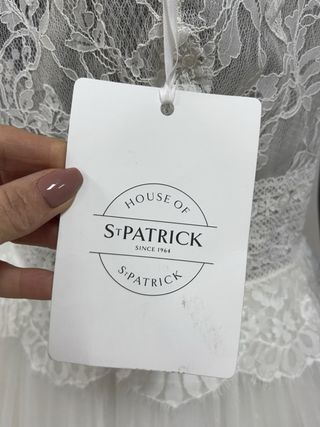 HOUSE OF
STPATRICK
SINCE 1964
STPATRICK